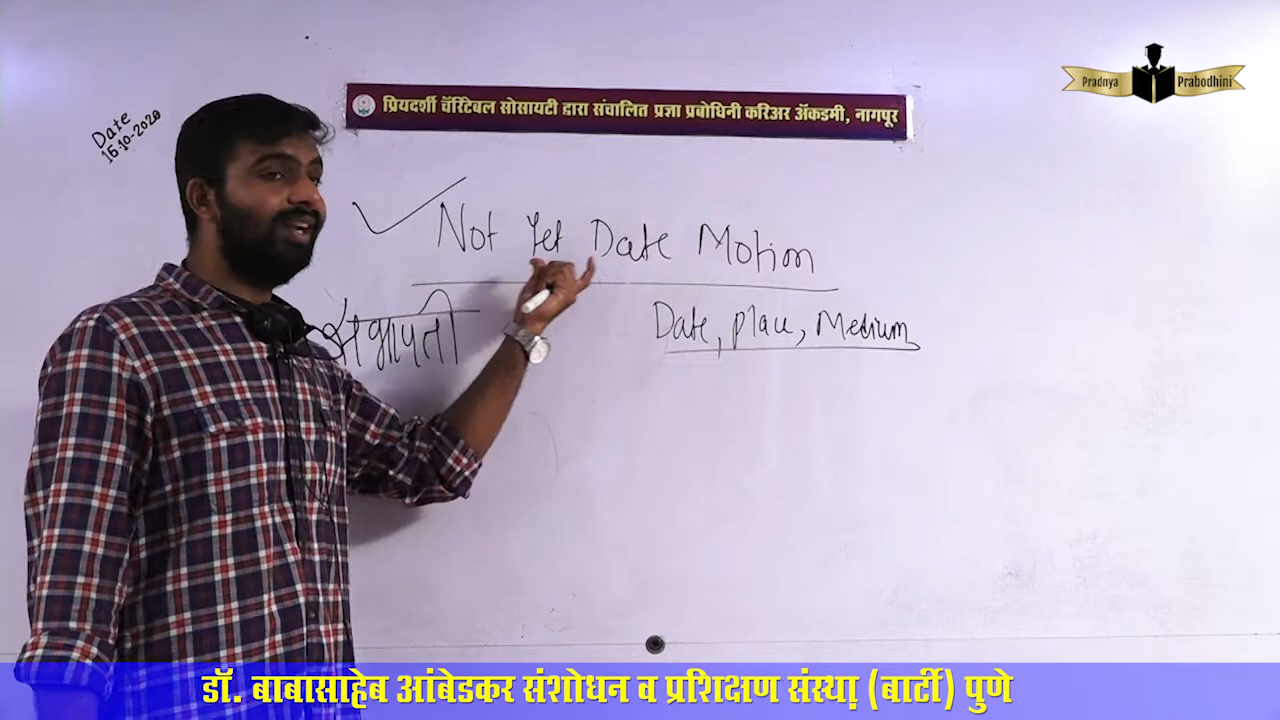 Pradnya Prabodhini
प्रियदर्शी चॅरिटेबल सोसायटी द्वारा संचालित प्रज्ञा प्रबोधिनी करिअर ॲकडमी, नागपूर
Date
16-10-2020
Not Yet Date Motion
सभापती
Date, place, Medium
डॉ. बाबासाहेब आंबेडकर संशोधन व प्रशिक्षण संस्था़ (बार्टी) पुणे